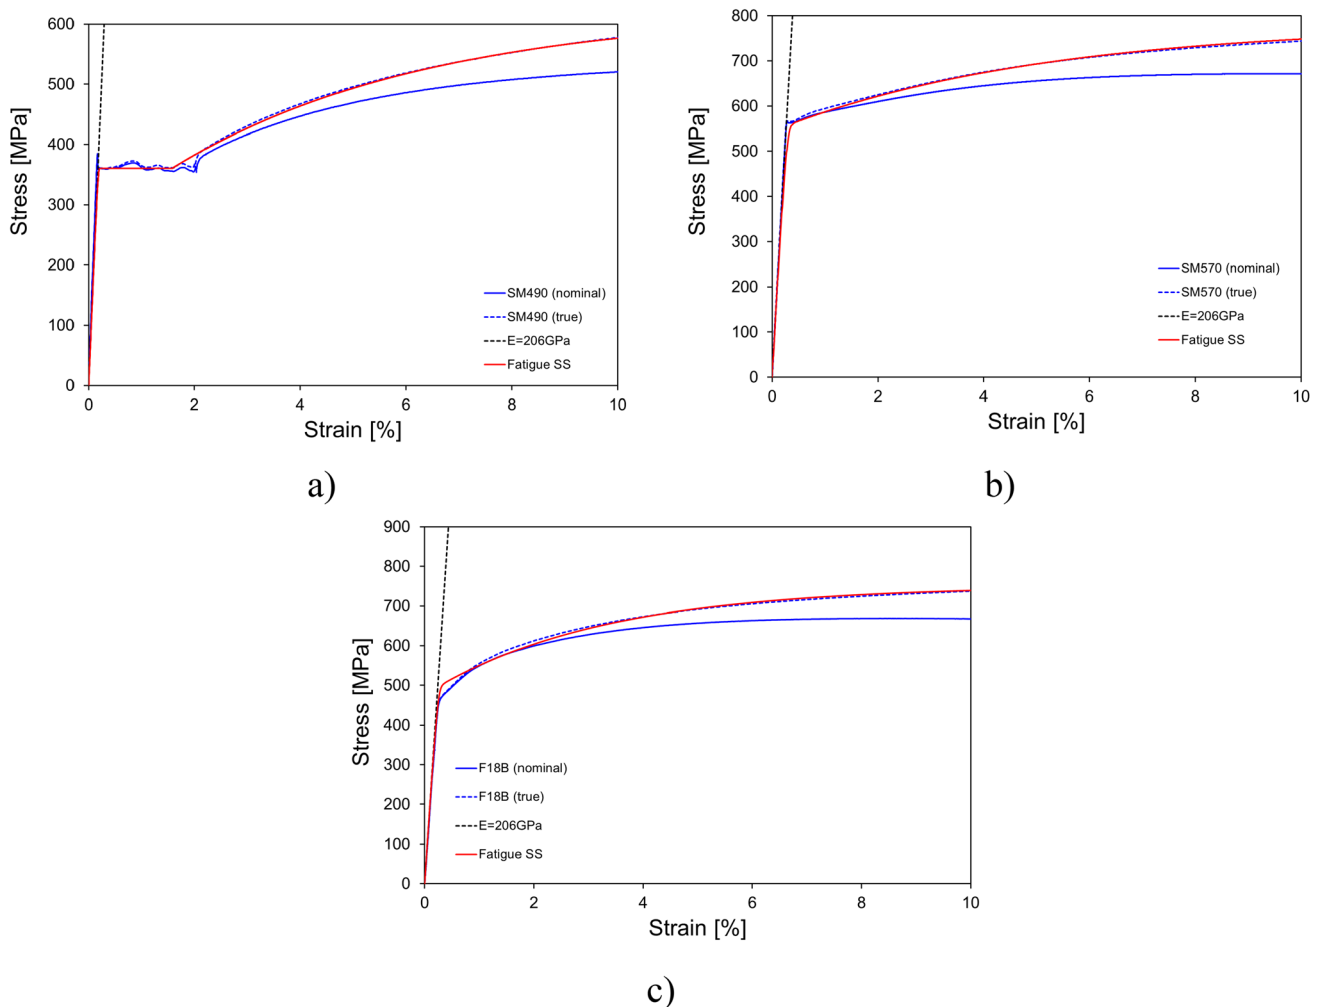 600
500
400
300
200
100
0
Stress [MPa]
0 2 4 6 8 10
Strain [%]
SM490 (nominal)
SM490 (true)
E=206GPa
Fatigue SS
a)
800
700
600
500
400
300
200
100
0
Stress [MPa]
0 2 4 6 8 10
Strain [%]
SM570 (nominal)
SM570 (true)
E=206GPa
Fatigue SS
b)
900
800
700
600
500
400
300
200
100
0
Stress [MPa]
0 2 4 6 8 10
Strain [%]
F18B (nominal)
F18B (true)
E=206GPa
Fatigue SS
c)